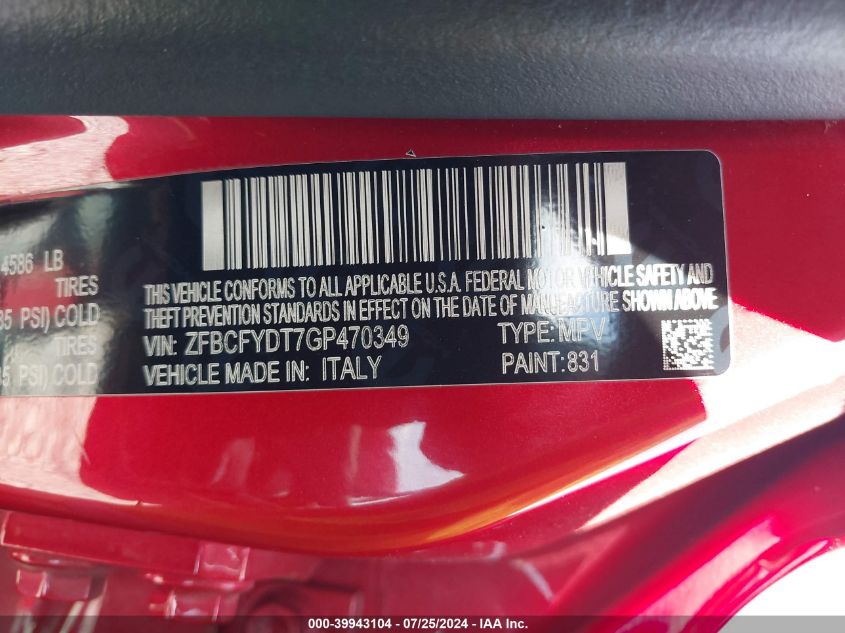 4586 LB
TIRES
35 PSI) COLD
TIRES
5 PSI) COLD
THIS VEHICLE CONFORMS TO ALL APPLICABLE U.S.A. FEDERAL MOTOR VEHICLE SAFETY AND
THEFT PREVENTION STANDARDS IN EFFECT ON THE DATE OF MANUFACTURE SHOWN ABOVE
VIN: ZFBCFYDT7GP470349 TYPE: MPV
VEHICLE MADE IN: ITALY PAINT: 831
000-39943104 - 07/25/2024 - IAA Inc.